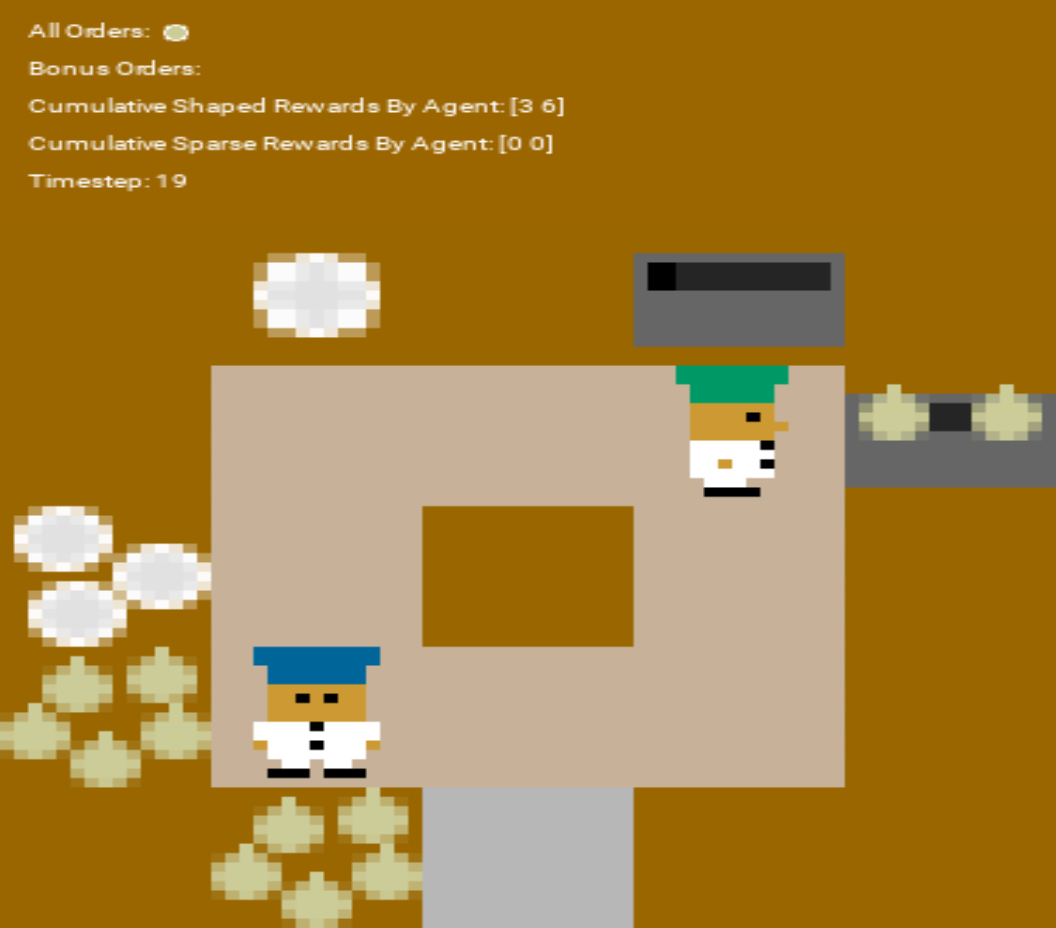 All Orders:
Bonus Orders:
Cumulative Shaped Rewards By Agent: [3 6]
Cumulative Sparse Rewards By Agent: [0 0]
Timestep: 19